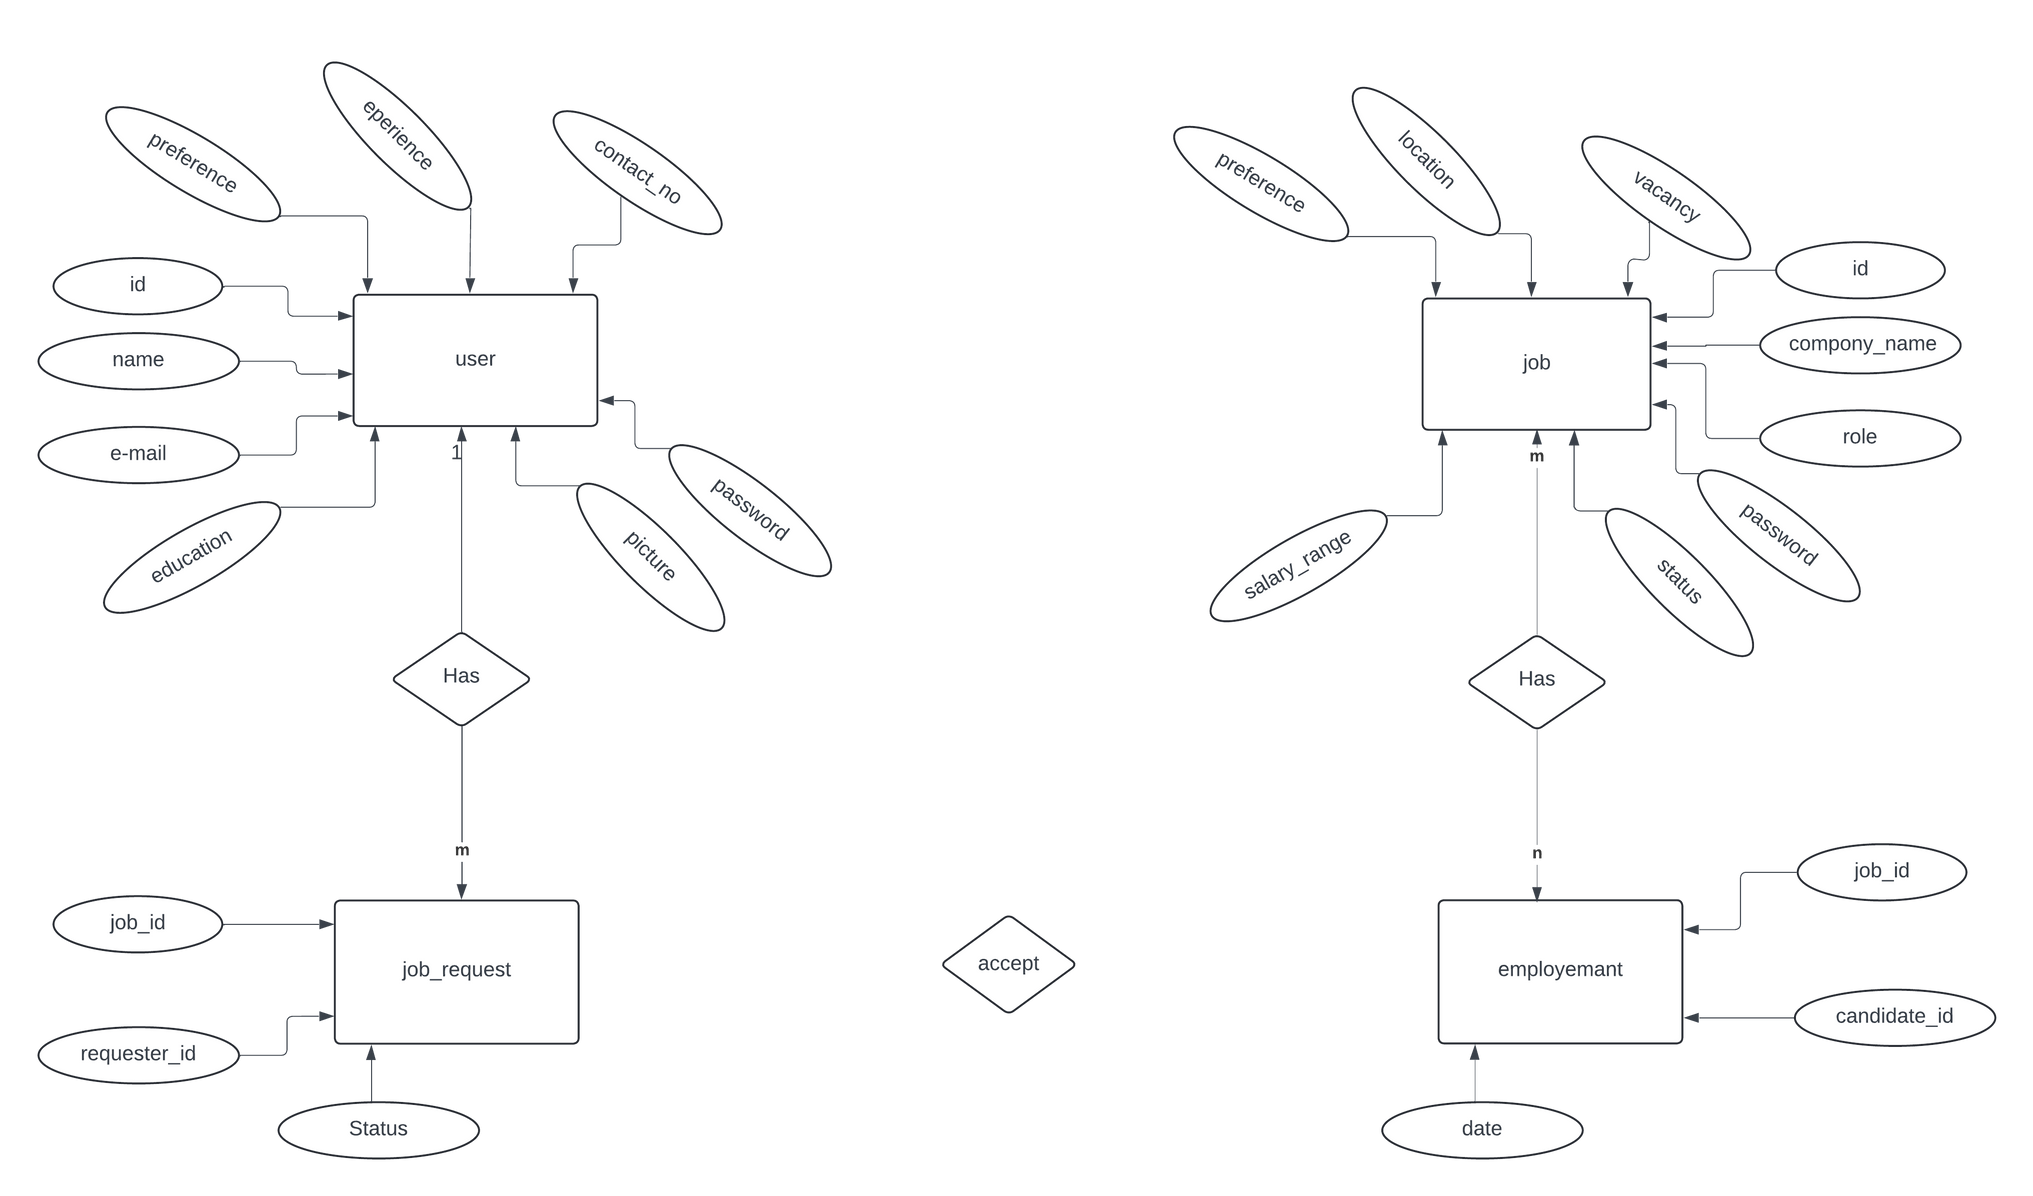 preference
eperience
contact_no
id
name
e-mail
education
user
1
password
picture
Has
m
job_id
requester_id
job_request
Status
accept
preference
location
vacancy
id
compony_name
role
password
job
m
salary_range
status
Has
n
job_id
employemant
candidate_id
date